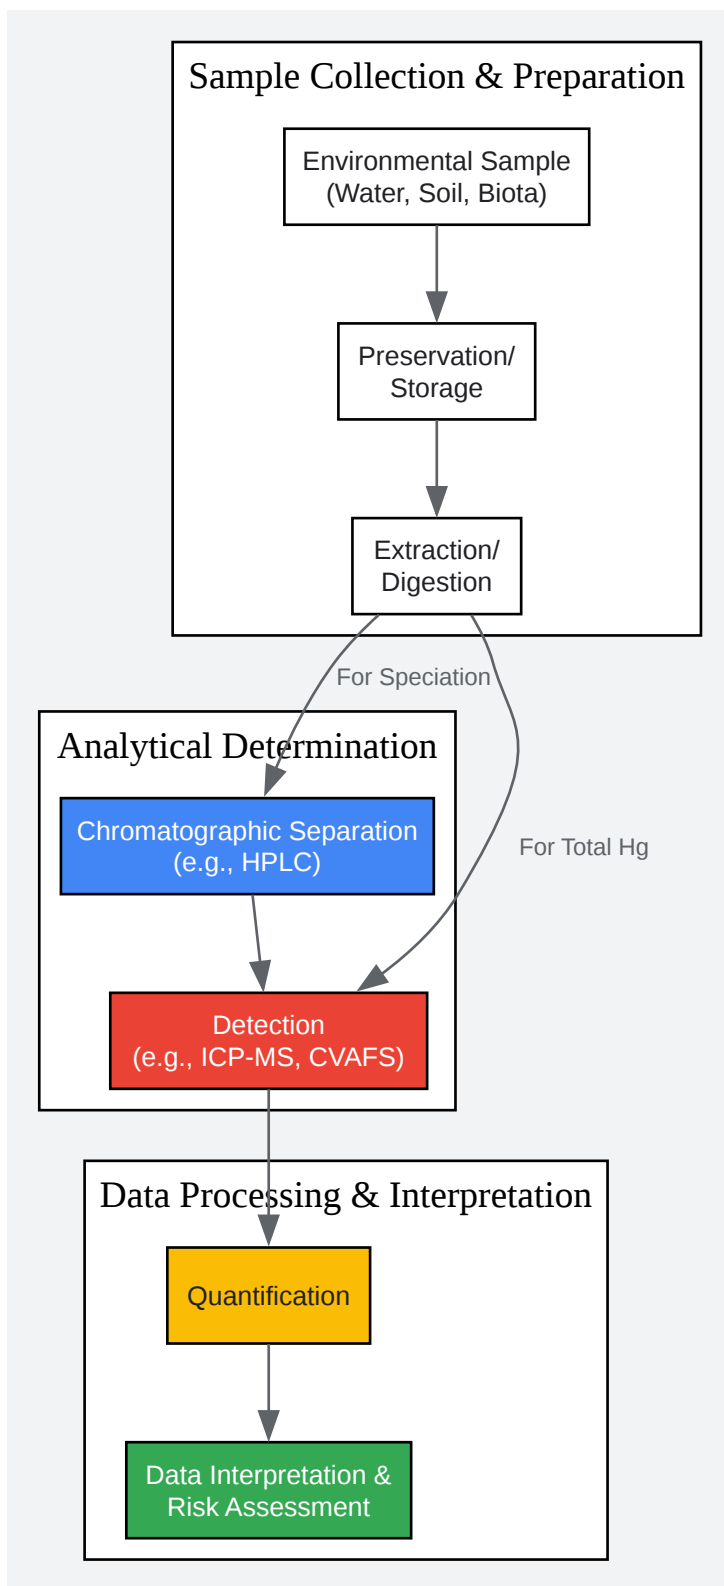 Sample Collection & Preparation
Environmental Sample
(Water, Soil, Biota)
Preservation/
Storage
Extraction/
Digestion
For Speciation
Analytical Determination
Chromatographic Separation
(e.g., HPLC)
For Total Hg
Detection
(e.g., ICP-MS, CVAFS)
Data Processing & Interpretation
Quantification
Data Interpretation &
Risk Assessment